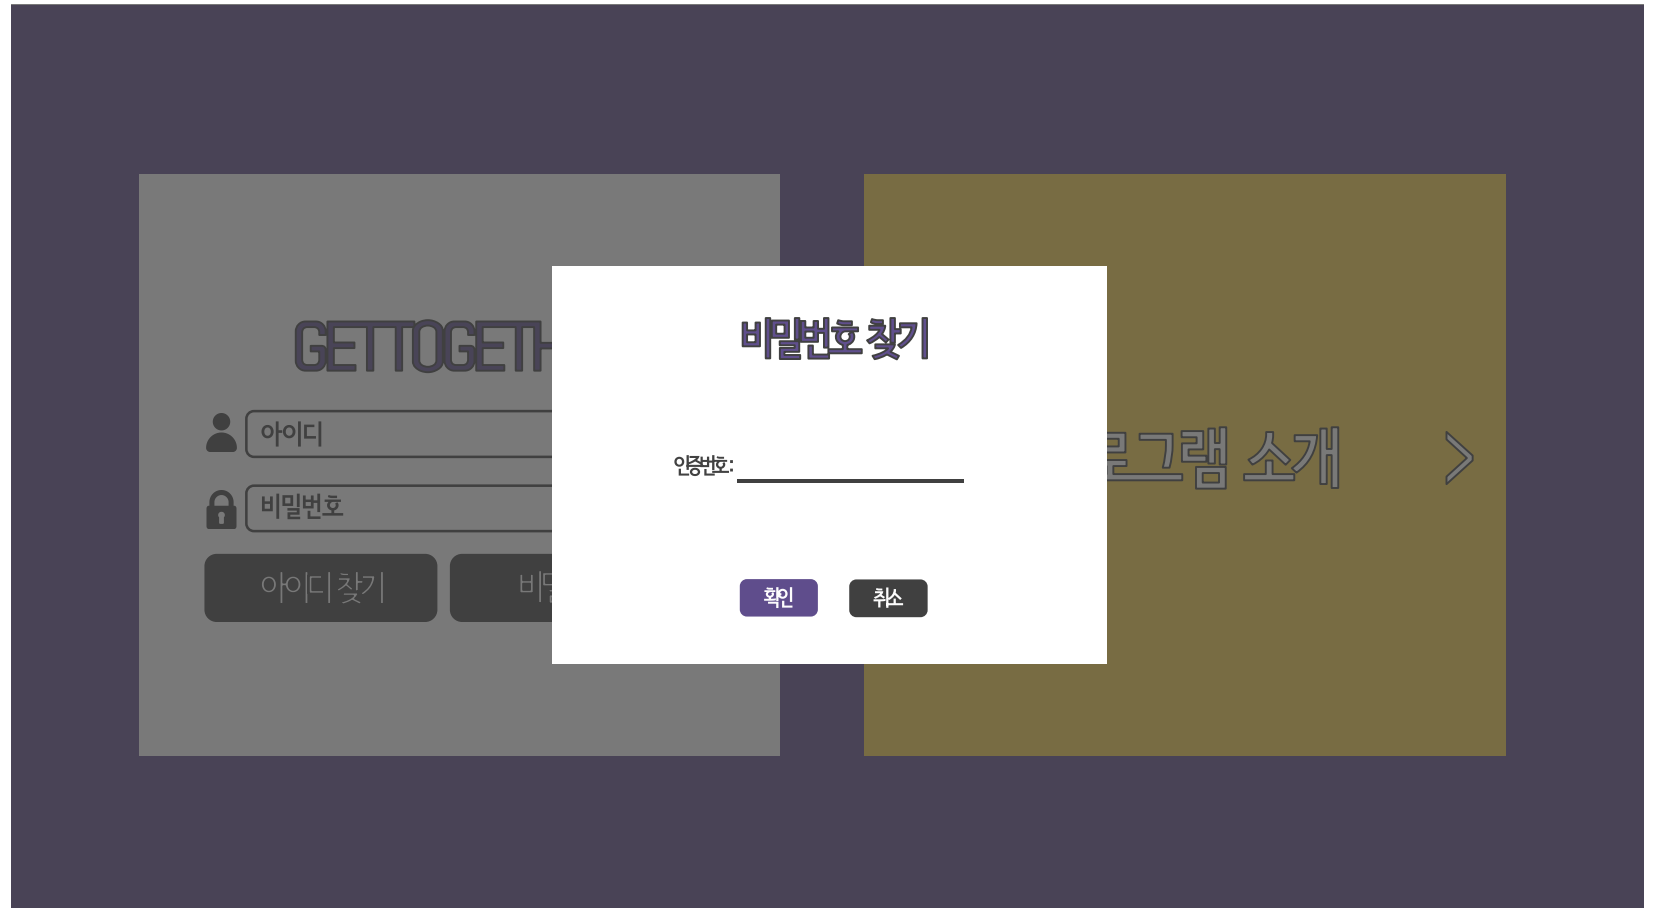 GETTOGETH
아이디
비밀번호
아이디 찾기
비밀번호 찾기
인증번호:
확인
취소
로그램 소개